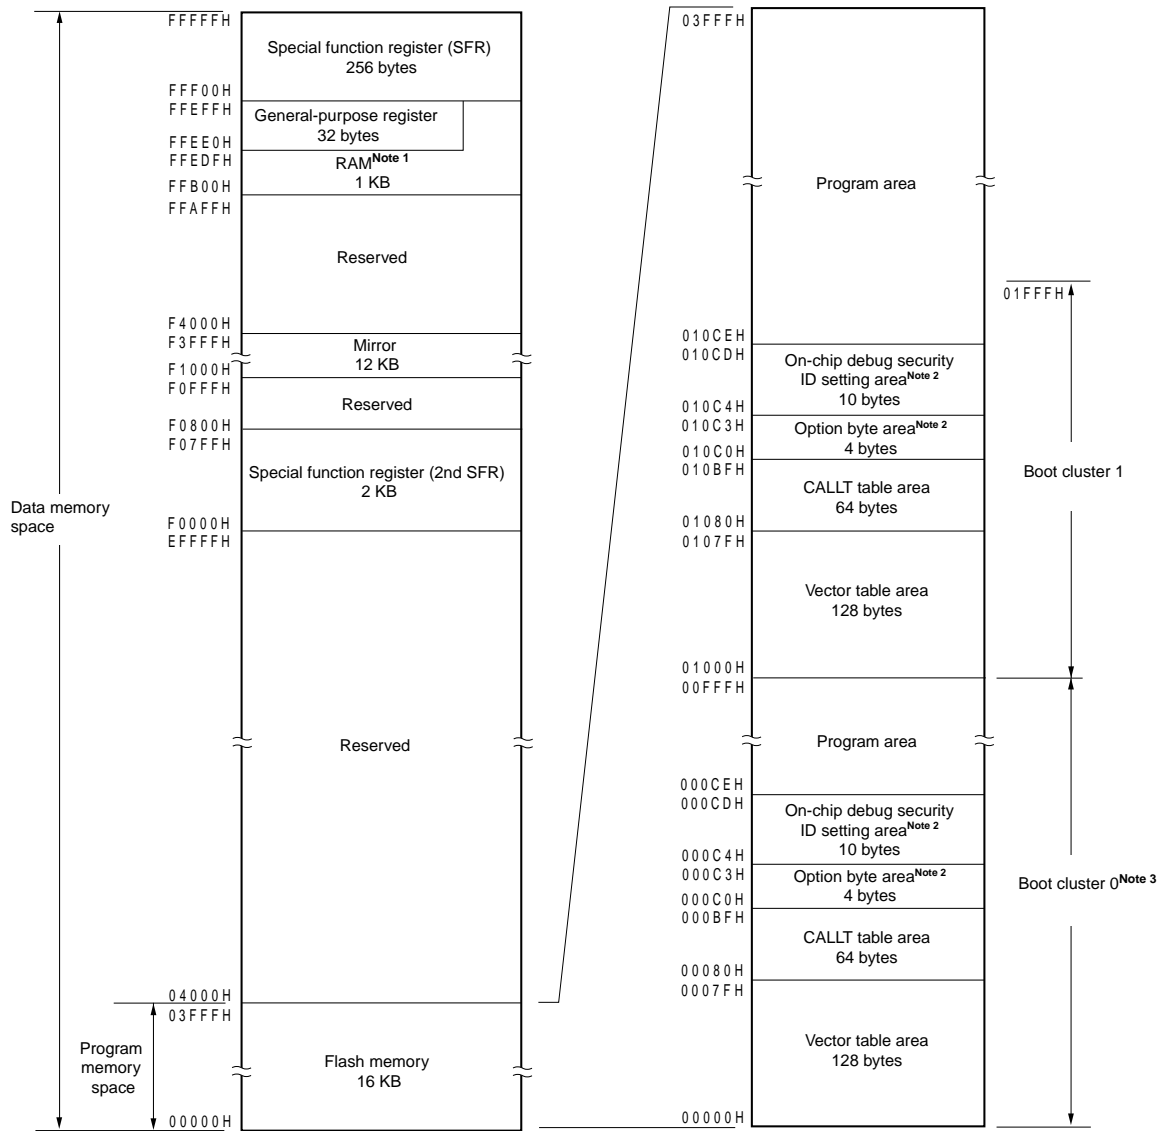 FFFFFH
Special function register (SFR)
256 bytes
FFF00H
FFEFFH
General-purpose register
32 bytes
FFEE0H
FFEDFH
RAMNote 1
1 KB
FFB00H
FFAFFH
Reserved
F4000H
F3FFFH
Mirror
12 KB
F1000H
F0FFFH
Reserved
F0800H
F07FFH
Special function register (2nd SFR)
2 KB
Data memory
space
F0000H
EFFFFH
Reserved
04000H
03FFFH
Program
memory
space
Flash memory
16 KB
00000H
03FFFH
Program area
01FFFH
010CEH
010CDH
On-chip debug security
ID setting areaNote 2
10 bytes
010C4H
010C3H
Option byte areaNote 2
4 bytes
010C0H
010BFH
Boot cluster 1
CALLT table area
64 bytes
01080H
0107FH
Vector table area
128 bytes
01000H
00FFFH
Program area
000CEH
000CDH
On-chip debug security
ID setting areaNote 2
10 bytes
000C4H
000C3H
Option byte areaNote 2
4 bytes
Boot cluster 0Note 3
000C0H
000BFH
CALLT table area
64 bytes
00080H
0007FH
Vector table area
128 bytes
00000H